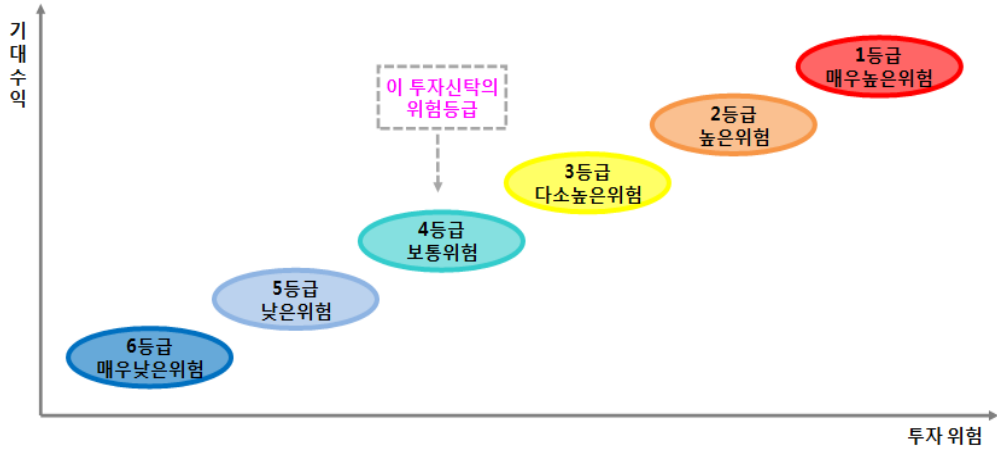 기
대
수
익
1등급
매우높은위험
이 투자신탁의
위험등급
2등급
높은위험
3등급
다소높은위험
4등급
보통위험
5등급
낮은위험
6등급
매우낮은위험
투자 위험